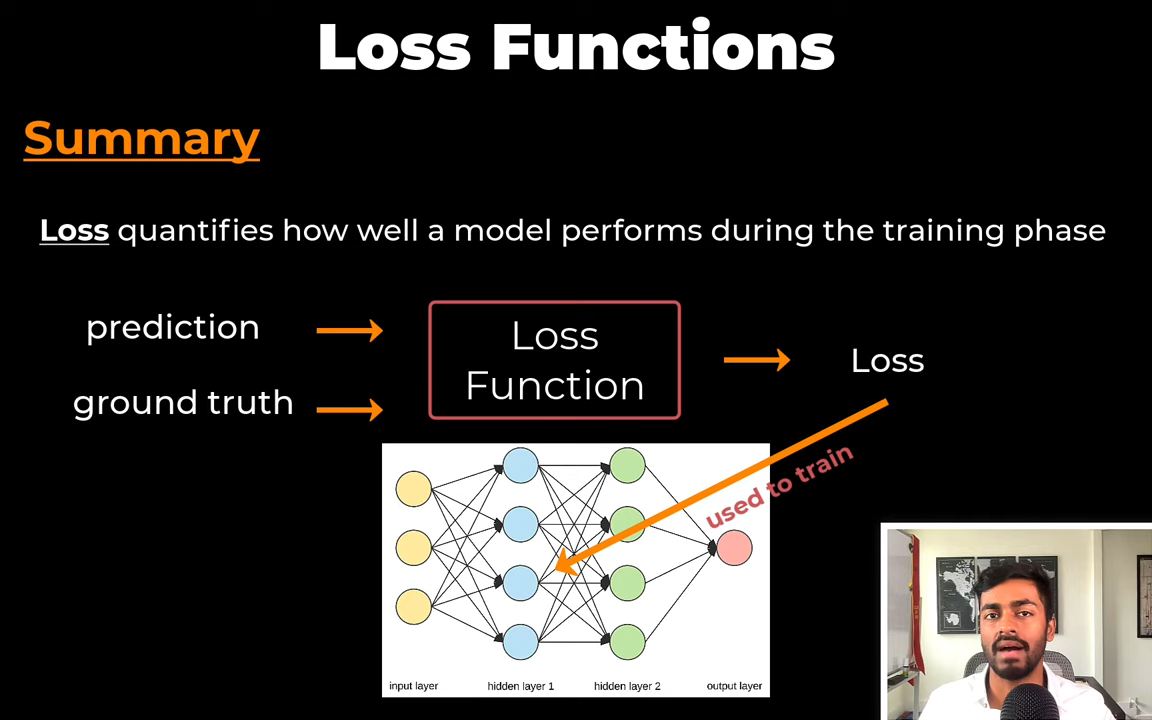 Loss Functions
Summary
Loss quantifies how well a model performs during the training phase
prediction
ground truth
Loss
Function
Loss
used to train
input layer
hidden layer 1
hidden layer 2
output layer